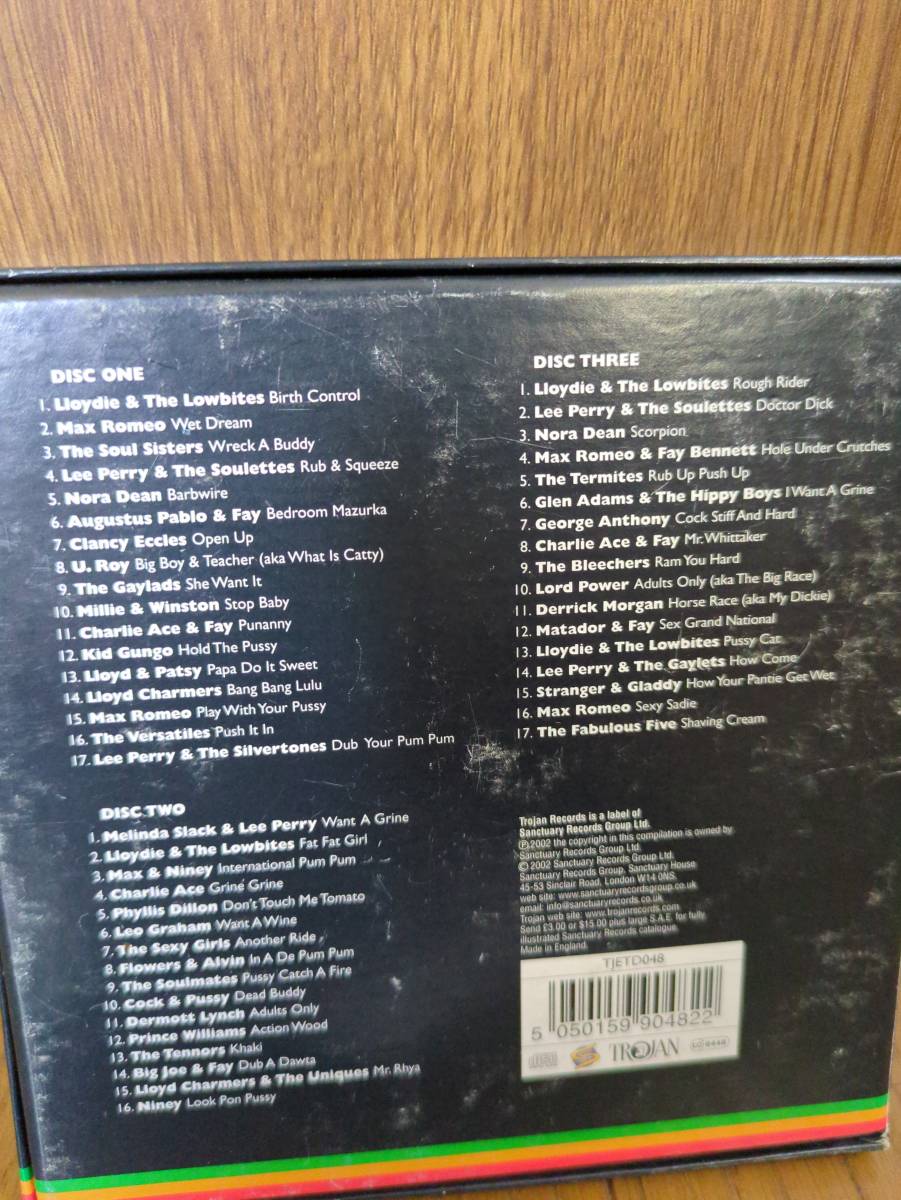 DISC ONE
1. Lloydie & The Lowbites Birth Control
2. Max Romeo Wet Dream
3. The Soul Sisters Wreck A Buddy
4. Lee Perry & The Soulettes Rub & Squeeze
5. Nora Dean Barbwire
6. Augustus Pablo & Fay Bedroom Mazurka
7. Clancy Eccles Open Up
8. U. Roy Big Boy & Teacher (aka What Is Catty)
9. The Gaylads She Want It
10. Millie & Winston Stop Baby
11. Charlie Ace & Fay Punanny
12. Kid Gungo Hold The Pussy
13. Lloyd & Patsy Papa Do It Sweet
14. Lloyd Charmers Bang Bang Lulu
15. Max Romeo Play With Your Pussy
16. The Versatiles Push It In
17. Lee Perry & The Silvertones Dub Your Pum Pum
DISC TWO
1. Melinda Slack & Lee Perry Want A Grine
2. Lloydie & The Lowbites Fat Fat Girl
3. Max & Niney International Pum Pum
4. Charlie Ace Grine Grine
5. Phyllis Dillon Don't Touch Me Tomato
6. Leo Graham Want A Wine
7. The Sexy Girls Another Ride
8. Flowers & Alvin In A De Pum Pum
9. The Soulmates Pussy Catch A Fire
10. Cock & Pussy Dead Buddy
11. Dermott Lynch Adults Only
12. Prince Williams Action Wood
13. The Tennors Khaki
14. Big Joe & Fay Dub A Dawta
15. Lloyd Charmers & The Uniques Mr. Rhya
16. Niney Look Pon Pussy
DISC THREE
1. Lloydie & The Lowbites Rough Rider
2. Lee Perry & The Soulettes Doctor Dick
3. Nora Dean Scorpion
4. Max Romeo & Fay Bennett Hole Under Crutches
5. The Termites Rub Up Push Up
6. Glen Adams & The Hippy Boys I Want A Grine
7. George Anthony Cock Stiff And Hard
8. Charlie Ace & Fay Mr. Whittaker
9. The Bleechers Ram You Hard
10. Lord Power Adults Only (aka The Big Race)
11. Derrick Morgan Horse Race (aka My Dickie)
12. Matador & Fay Sex Grand National
13. Lloydie & The Lowbites Pussy Cat
14. Lee Perry & The Gaylets How Come
15. Stranger & Gladdy How Your Pantie Get Wet
16. Max Romeo Sexy Sadie
17. The Fabulous Five Shaving Cream
Trojan Records is a label of
Sanctuary Records Group Ltd.
℗2002 the copyright in this compilation is owned by
Sanctuary Records Group Ltd.
©2002 Sanctuary Records Group Ltd.
Sanctuary Records Group, Sanctuary House
45-53 Sinclair Road, London W14 0NS.
web site: www.sanctuaryrecordsgroup.co.uk
email: info@sanctuaryrecords.co.uk
Trojan web site: www.trojanrecords.com
Send £3.00 or $15.00 plus large S.A.E. for fully
illustrated Sanctuary Records catalogue.
Made in England.
TJETD048
5 050159 904822
TROJAN